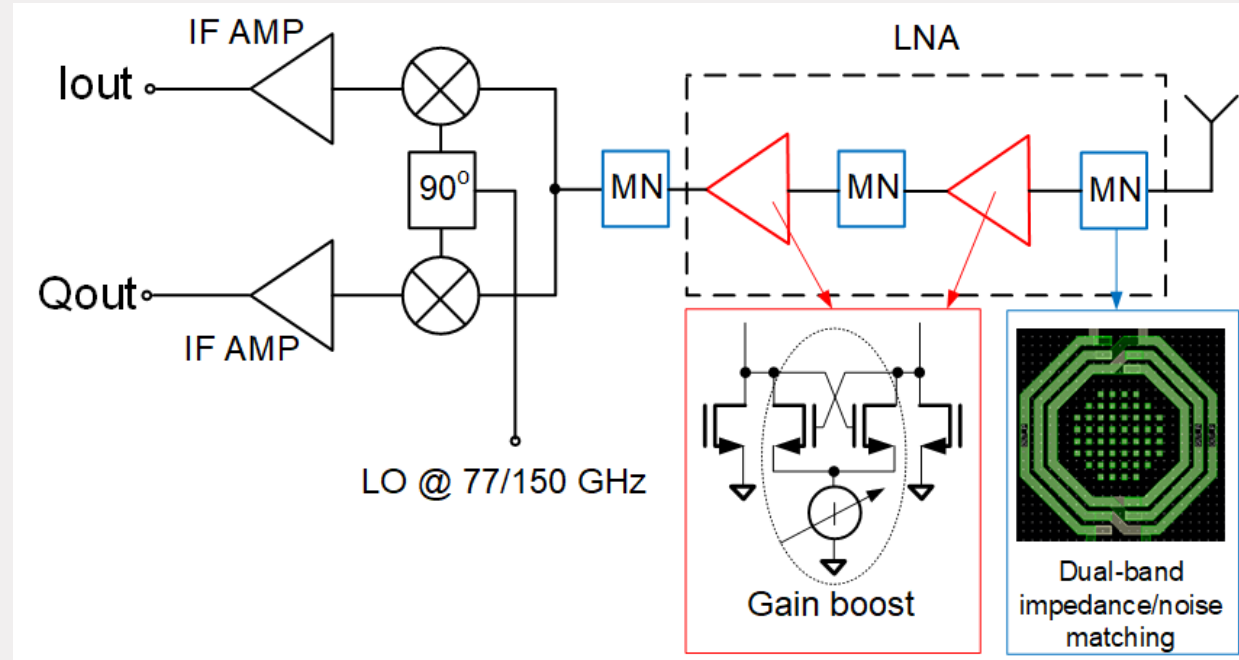 IF AMP
LNA
Iout
90o
MN
MN
MN
Qout
IF AMP
LO @ 77/150 GHz
Gain boost
Dual-band
impedance/noise
matching